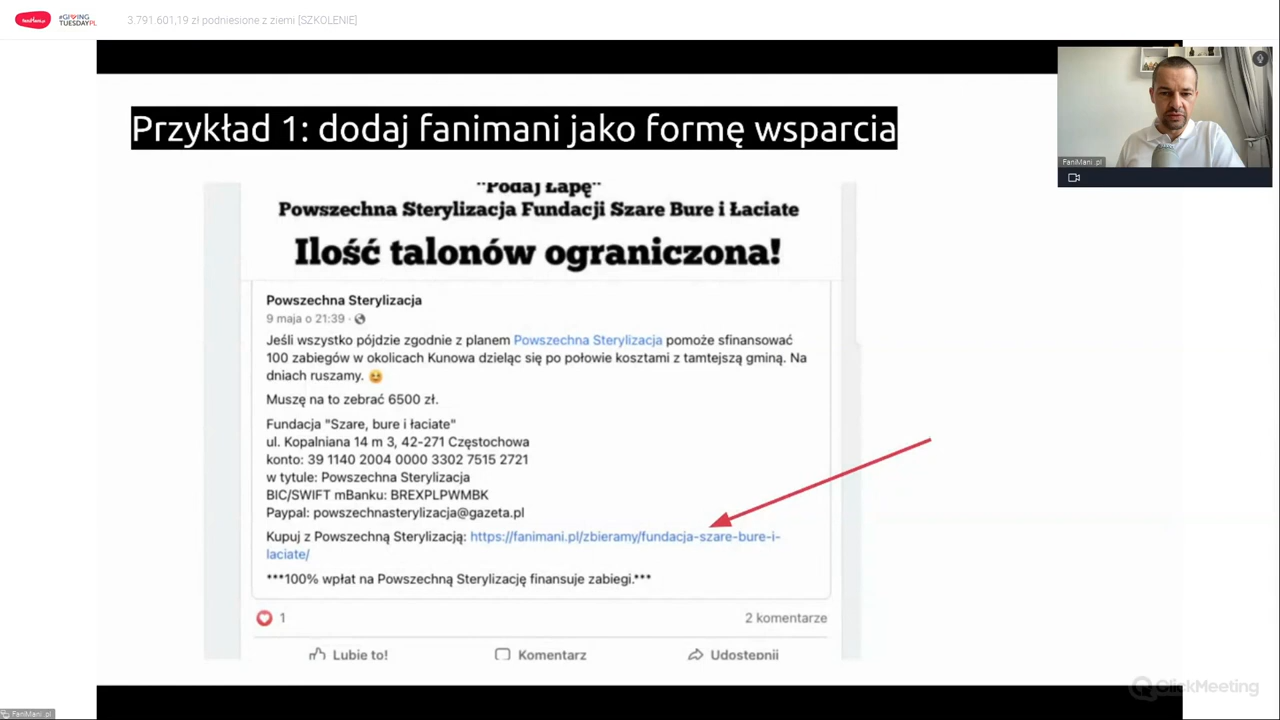 FaniMani.pl
#GIVING
TUESDAYPL
3.791.601,19 zł podniesione z ziemi [SZKOLENIE]
Przykład 1: dodaj fanimani jako formę wsparcia
FaniMani .pl
"Podaj Łapę"
Powszechna Sterylizacja Fundacji Szare Bure i Łaciate
Ilość talonów ograniczona!
Powszechna Sterylizacja
9 maja o 21:39 ·
Jeśli wszystko pójdzie zgodnie z planem Powszechna Sterylizacja pomoże sfinansować
100 zabiegów w okolicach Kunowa dzieląc się po połowie kosztami z tamtejszą gminą. Na
dniach ruszamy. 😆
Muszę na to zebrać 6500 zł.
Fundacja "Szare, bure i łaciate"
ul. Kopalniana 14 m 3, 42-271 Częstochowa
konto: 39 1140 2004 0000 3302 7515 2721
w tytule: Powszechna Sterylizacja
BIC/SWIFT mBanku: BREXPLPWMBK
Paypal: powszechnasterylizacja@gazeta.pl
Kupuj z Powszechną Sterylizacją: https://fanimani.pl/zbieramy/fundacja-szare-bure-i-
laciate/
***100% wpłat na Powszechną Sterylizację finansuje zabiegi.***
1
2 komentarze
Lubię to!
Komentarz
Udostępnij
ClickMeeting
FaniMani .pl